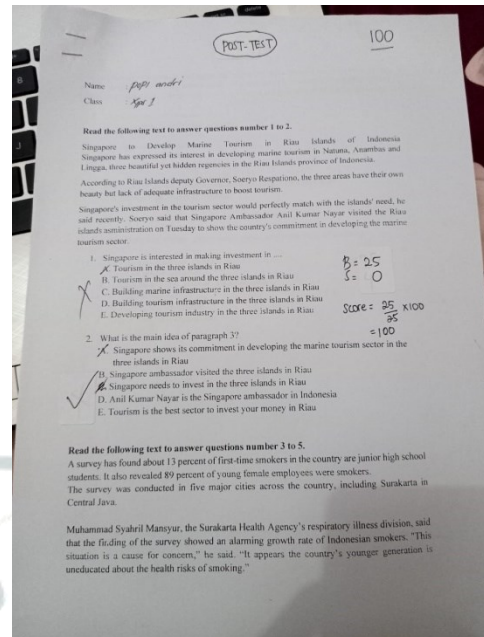 POST-TEST
100
Name popi andri
Class : Xpi 1
Read the following text to answer questions number 1 to 2.
Singapore to Develop Marine Tourism in Riau Islands of Indonesia
Singapore has expressed its interest in developing marine tourism in Natuna, Anambas and
Lingga, three beautiful yet hidden regencies in the Riau Islands province of Indonesia.
According to Riau Islands deputy Governor, Soeryo Respationo, the three areas have their own
beauty but lack of adequate infrastructure to boost tourism.
Singapore's investment in the tourism sector would perfectly match with the islands' need, he
said recently. Soeryo said that Singapore Ambassador Anil Kumar Nayar visited the Riau
islands asministration on Tuesday to show the country's commitment in developing the marine
tourism sector.
1. Singapore is interested in making investment in ...
A. Tourism in the three islands in Riau
B. Tourism in the sea around the three islands in Riau
C. Building marine infrastructure in the three islands in Riau
D. Building tourism infrastructure in the three islands in Riau
E. Developing tourism industry in the three islands in Riau
B = 25
S = 0
Score = 25/25 x100
= 100
2. What is the main idea of paragraph 3?
A. Singapore shows its commitment in developing the marine tourism sector in the
three islands in Riau
B. Singapore ambassador visited the three islands in Riau
C. Singapore needs to invest in the three islands in Riau
D. Anil Kumar Nayar is the Singapore ambassador in Indonesia
E. Tourism is the best sector to invest your money in Riau
Read the following text to answer questions number 3 to 5.
A survey has found about 13 percent of first-time smokers in the country are junior high school
students. It also revealed 89 percent of young female employees were smokers.
The survey was conducted in five major cities across the country, including Surakarta in
Central Java.
Muhammad Syahril Mansyur, the Surakarta Health Agency's respiratory illness division, said
that the finding of the survey showed an alarming growth rate of Indonesian smokers. "This
situation is a cause for concern," he said. "It appears the country's younger generation is
uneducated about the health risks of smoking."